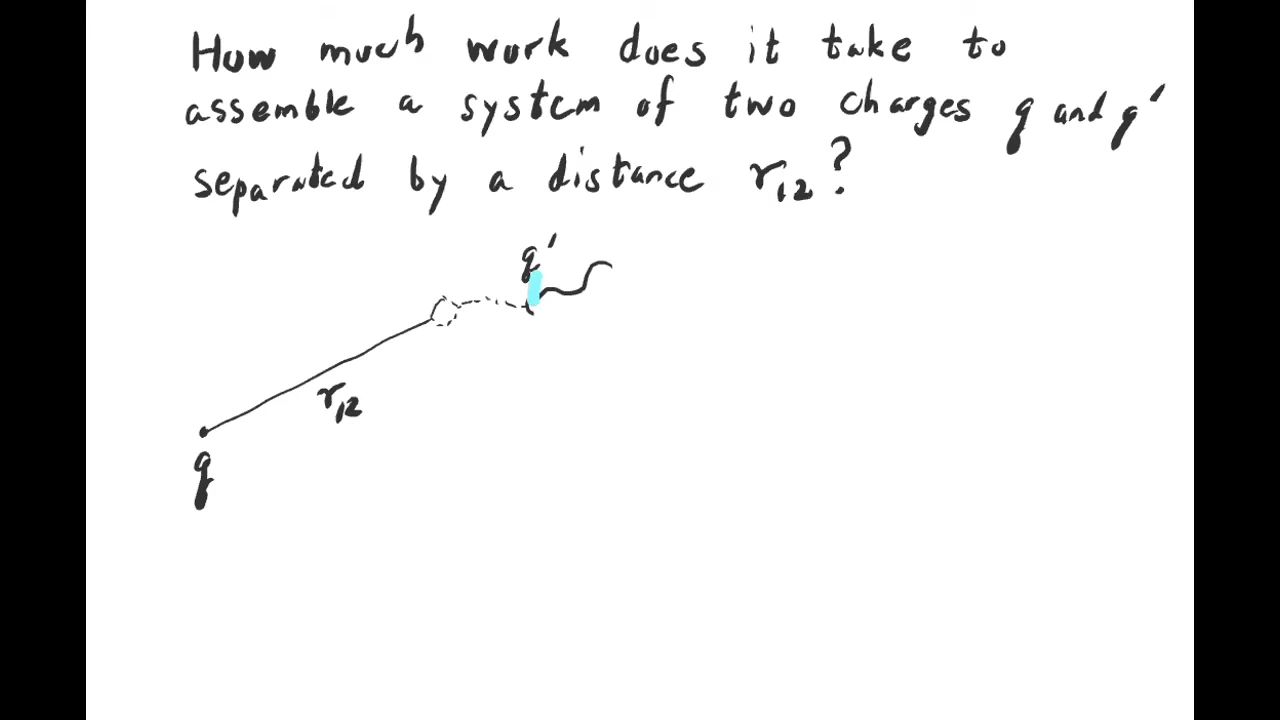 How much work does it take to
assemble a system of two charges q and q'
separated by a distance r₁₂?
q'
r₁₂
q